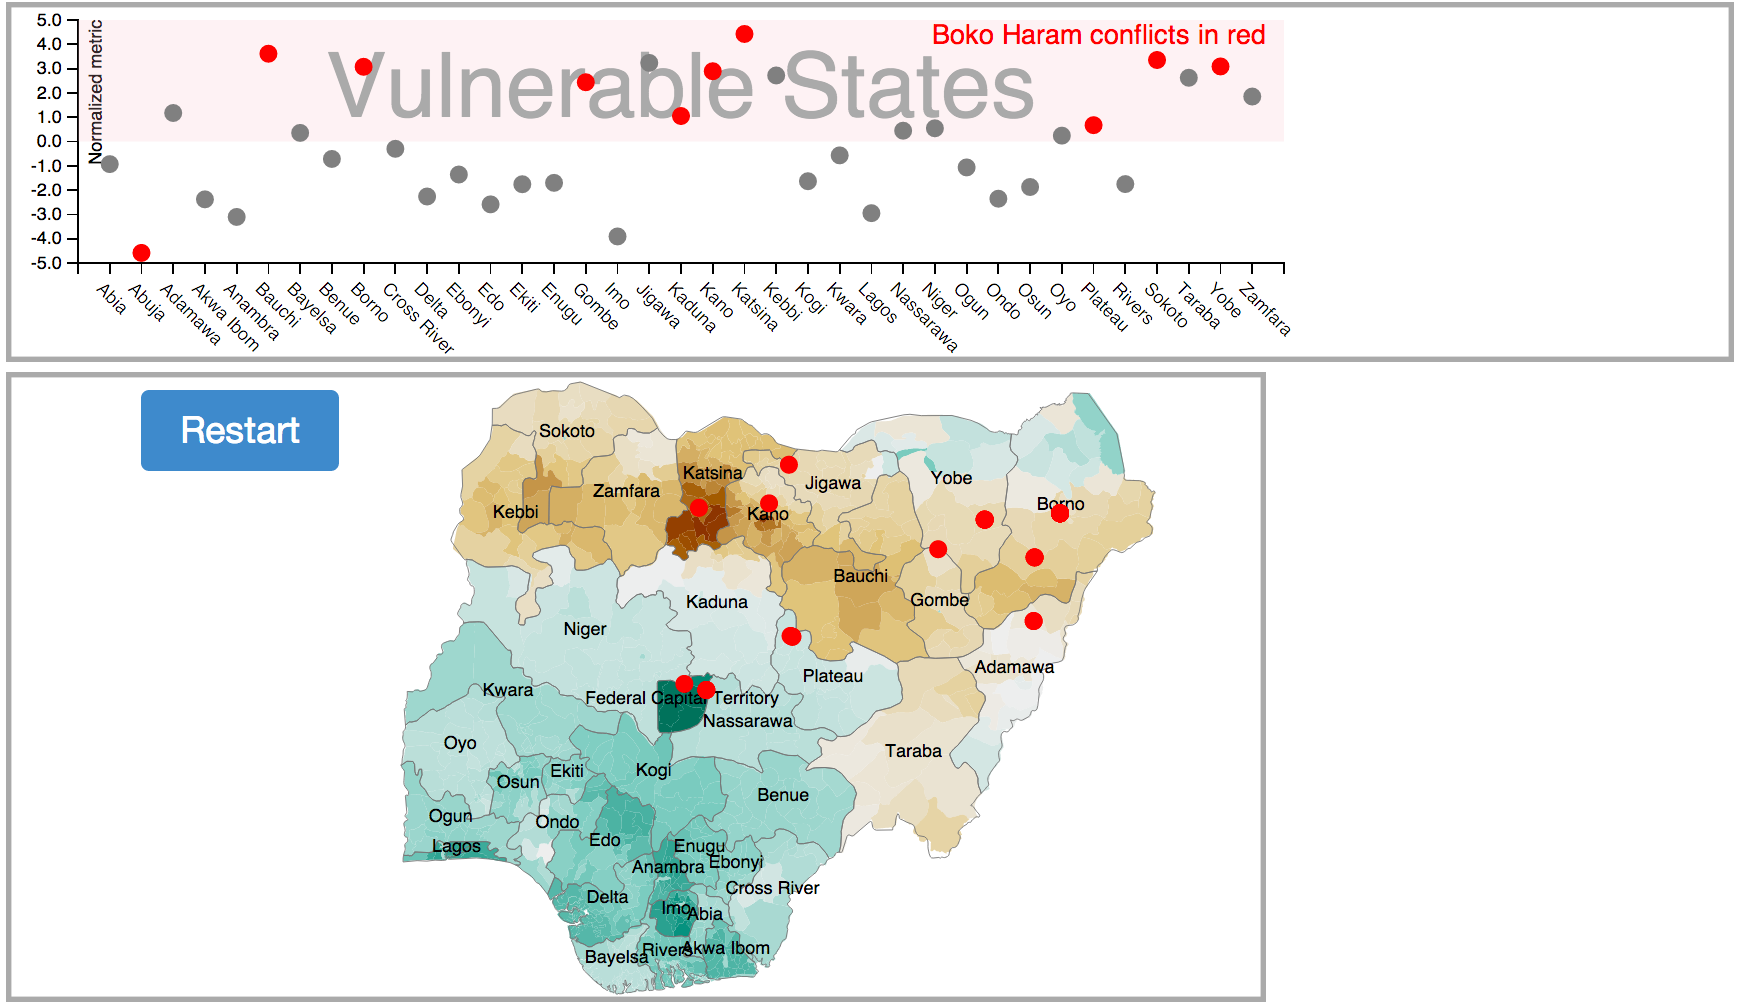 5.0
4.0
3.0
2.0
1.0
0.0
-1.0
-2.0
-3.0
-4.0
-5.0
Normalized metric
Vulnerable States
Boko Haram conflicts in red
Abia
Abuja
Adamawa
Akwa Ibom
Anambra
Bauchi
Bayelsa
Benue
Borno
Cross River
Delta
Ebonyi
Edo
Ekiti
Enugu
Gombe
Imo
Jigawa
Kaduna
Kano
Katsina
Kebbi
Kogi
Kwara
Lagos
Nassarawa
Niger
Ogun
Ondo
Osun
Oyo
Plateau
Rivers
Sokoto
Taraba
Yobe
Zamfara
Restart
Sokoto
Katsina
Yobe
Jigawa
Zamfara
Borno
Kebbi
Kano
Bauchi
Gombe
Kaduna
Niger
Adamawa
Plateau
Kwara
Federal Capital Territory
Nassarawa
Oyo
Taraba
Kogi
Ekiti
Osun
Benue
Ogun
Ondo
Edo
Lagos
Enugu
Ebonyi
Anambra
Cross River
Delta
Imo
Abia
Rivers
Akwa Ibom
Bayelsa